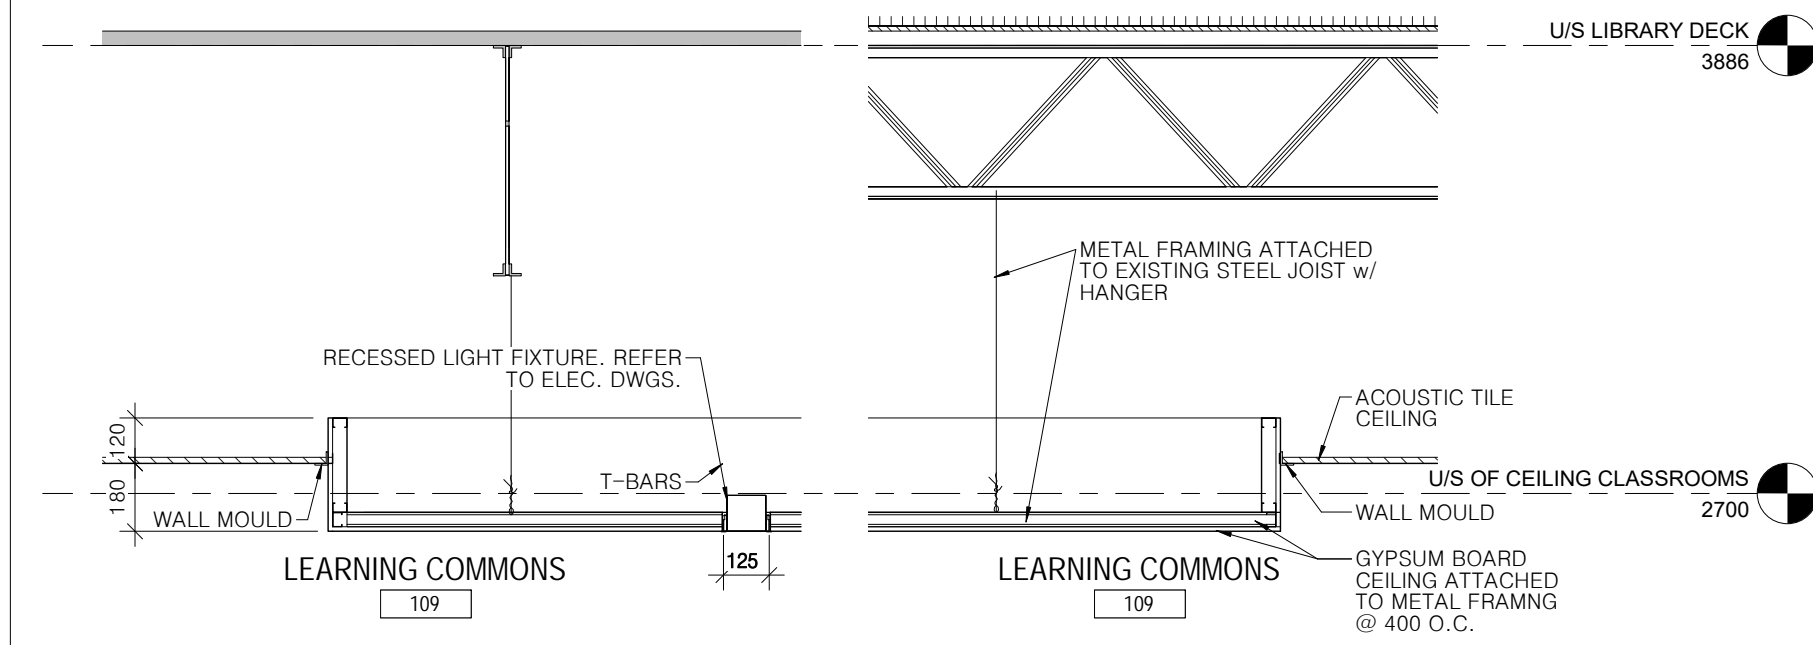 U/S LIBRARY DECK
3886
METAL FRAMING ATTACHED
TO EXISTING STEEL JOIST w/
HANGER
RECESSED LIGHT FIXTURE. REFER
TO ELEC. DWGS.
ACOUSTIC TILE
CEILING
120
180
T-BARS
U/S OF CEILING CLASSROOMS
2700
WALL MOULD
WALL MOULD
LEARNING COMMONS
109
125
LEARNING COMMONS
109
GYPSUM BOARD
CEILING ATTACHED
TO METAL FRAMNG
@ 400 O.C.